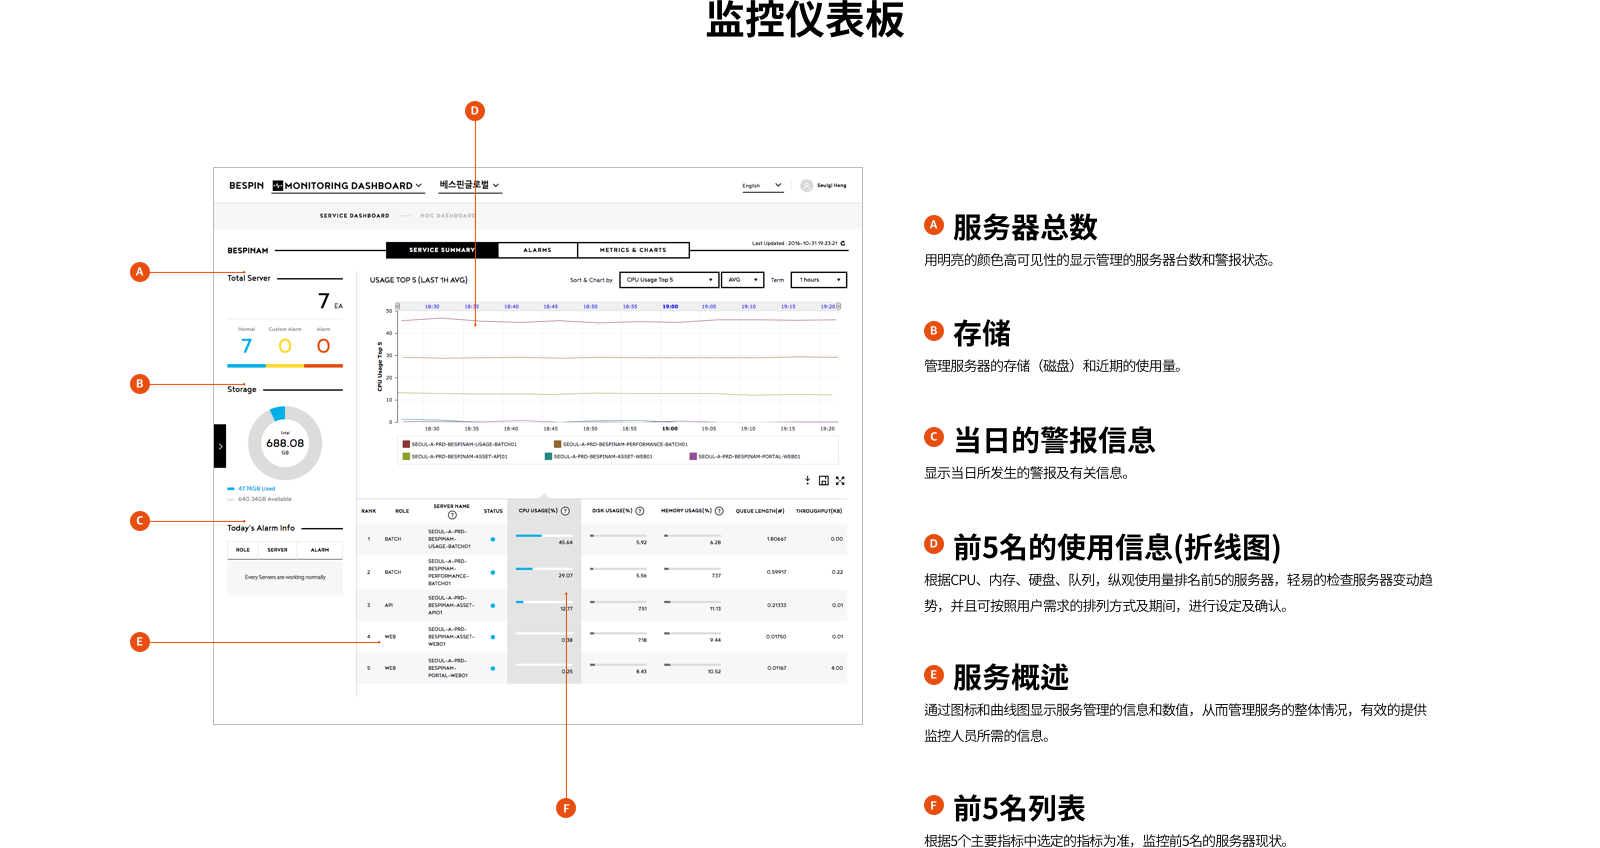 监控仪表板
D
BESPIN MONITORING DASHBOARD 베스핀글로벌 English Seulgi Hong
SERVICE DASHBOARD NOC DASHBOARD
BESPINAM SERVICE SUMMARY ALARMS METRICS & CHARTS Last Updated : 2016-10-31 19:23:21
A
Total Server
7 EA
Normal Custom Alarm Alarm
7 0 0
B
Storage
Total
688.08
GB
47.74GB Used
640.34GB Available
C
Today's Alarm Info
ROLE SERVER ALARM
Every Servers are working normally
E
USAGE TOP 5 (LAST 1H AVG) Sort & Chart by CPU Usage Top 5 AVG Term 1 hours
18:30 18:35 18:40 18:45 18:50 18:55 19:00 19:05 19:10 19:15 19:20
CPU Usage Top 5
50
40
30
20
10
0
18:30 18:35 18:40 18:45 18:50 18:55 19:00 19:05 19:10 19:15 19:20
SEOUL-A-PRD-BESPINAM-USAGE-BATCH01 SEOUL-A-PRD-BESPINAM-PERFORMANCE-BATCH01
SEOUL-A-PRD-BESPINAM-ASSET-API01 SEOUL-A-PRD-BESPINAM-ASSET-WEB01 SEOUL-A-PRD-BESPINAM-PORTAL-WEB01
RANK ROLE SERVER NAME ? STATUS CPU USAGE(%) ? DISK USAGE(%) ? MEMORY USAGE(%) ? QUEUE LENGTH(#) THROUGHPUT(KB)
1 BATCH SEOUL-A-PRD-BESPINAM-USAGE-BATCH01 45.64 5.92 6.28 1.80667 0.00
2 BATCH SEOUL-A-PRD-BESPINAM-PERFORMANCE-BATCH01 29.07 5.56 7.37 0.59917 0.22
3 API SEOUL-A-PRD-BESPINAM-ASSET-API01 12.77 7.51 11.13 0.21333 0.01
4 WEB SEOUL-A-PRD-BESPINAM-ASSET-WEB01 0.38 7.18 9.44 0.01750 0.01
5 WEB SEOUL-A-PRD-BESPINAM-PORTAL-WEB01 0.25 8.43 10.52 0.01167 4.00
F
A 服务器总数
用明亮的颜色高可见性的显示管理的服务器台数和警报状态。
B 存储
管理服务器的存储（磁盘）和近期的使用量。
C 当日的警报信息
显示当日所发生的警报及有关信息。
D 前5名的使用信息(折线图)
根据CPU、内存、硬盘、队列，纵观使用量排名前5的服务器，轻易的检查服务器变动趋
势，并且可按照用户需求的排列方式及期间，进行设定及确认。
E 服务概述
通过图标和曲线图显示服务管理的信息和数值，从而管理服务的整体情况，有效的提供
监控人员所需的信息。
F 前5名列表
根据5个主要指标中选定的指标为准，监控前5名的服务器现状。